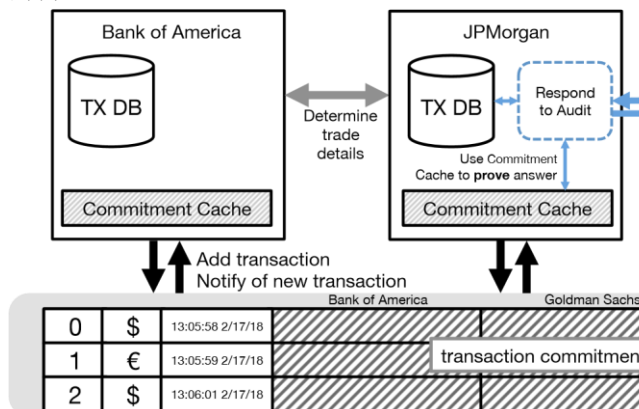 Bank of America
JPMorgan
TX DB
Determine
trade
details
TX DB
Respond
to Audit
Use Commitment
Cache to prove answer
Commitment Cache
Commitment Cache
Add transaction
Notify of new transaction
Bank of America
Goldman Sachs
0 $ 13:05:58 2/17/18
1 € 13:05:59 2/17/18
transaction commitmen
2 $ 13:06:01 2/17/18